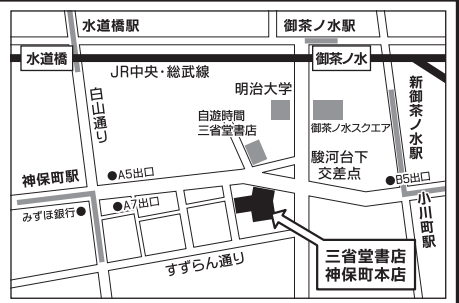 水道橋駅
御茶ノ水駅
水道橋
御茶ノ水
JR中央・総武線
白山通り
明治大学
自遊時間
三省堂書店
御茶ノ水スクエア
新御茶ノ水駅
駿河台下
交差点
神保町駅
●A5出口
●B5出口
みずほ銀行●
●A7出口
小川町駅
すずらん通り
三省堂書店
神保町本店